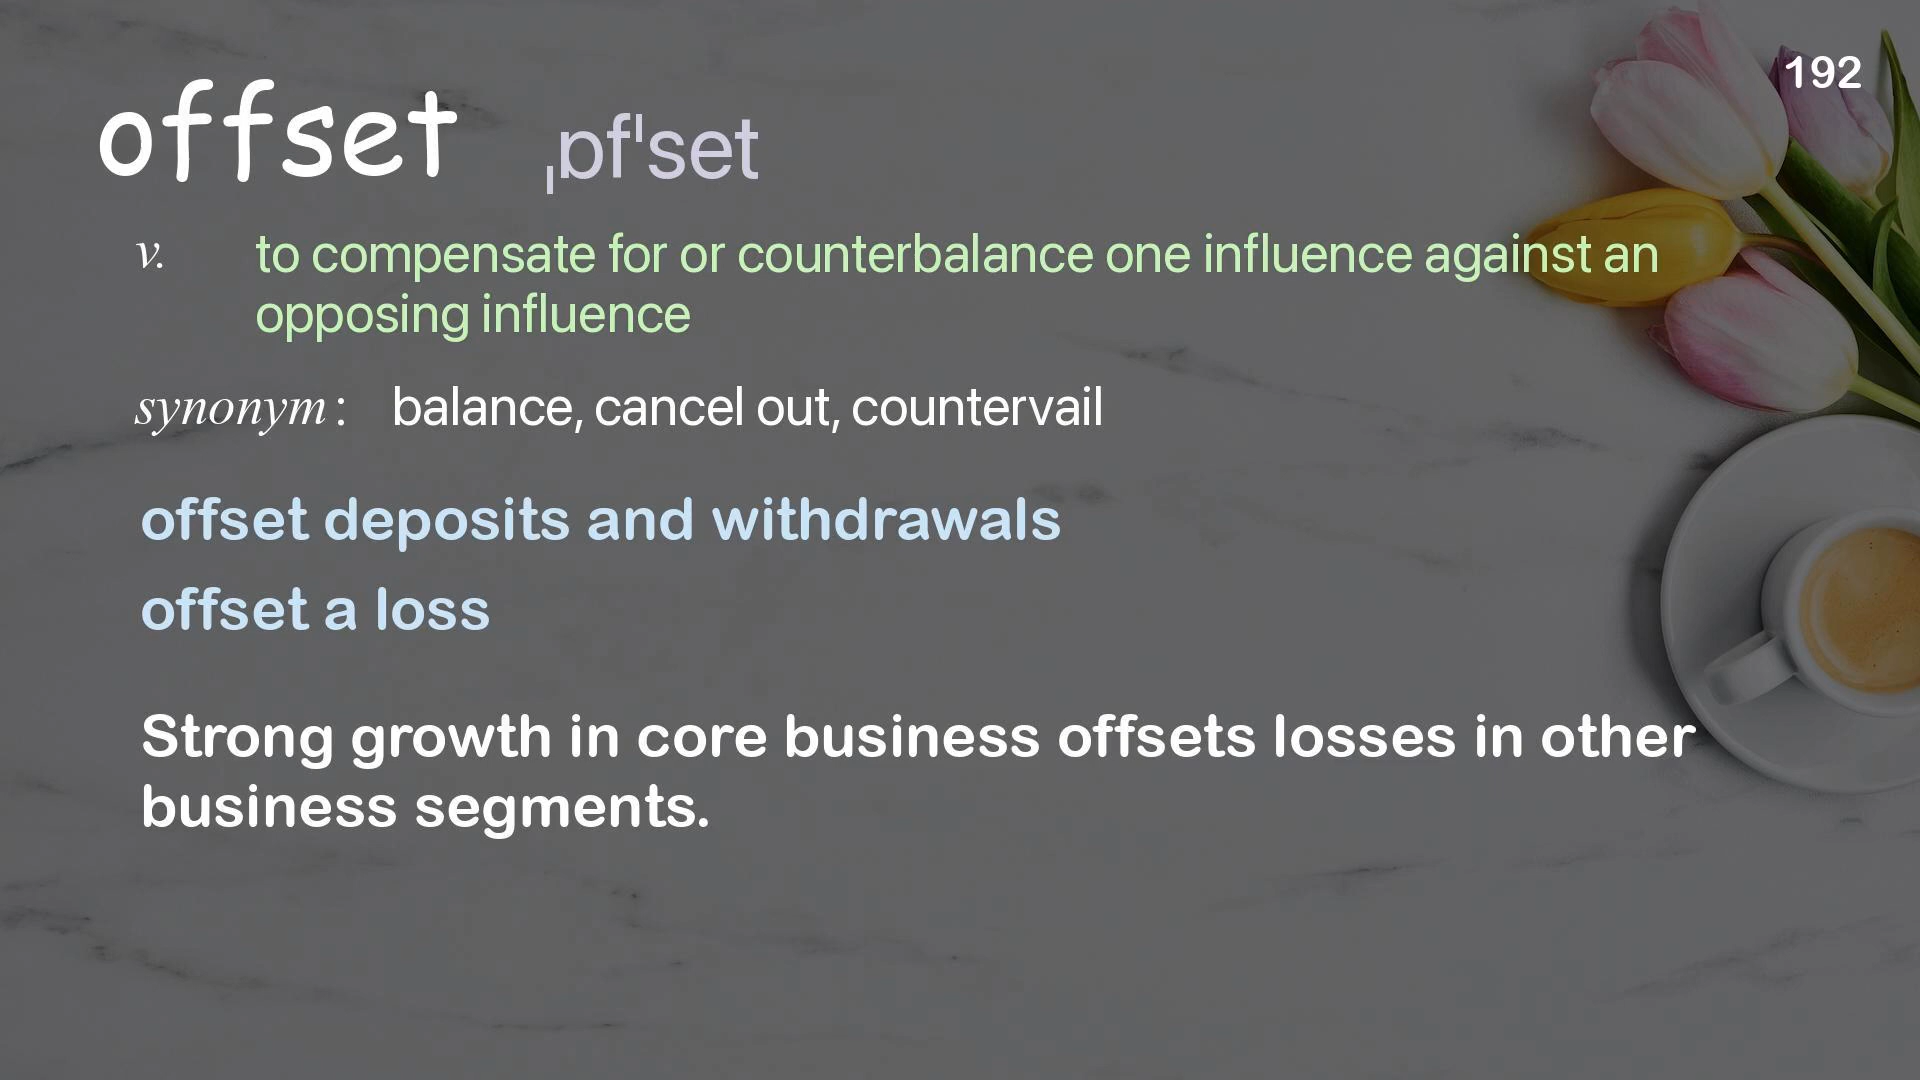 192
offset ˌɒfˈset
v. to compensate for or counterbalance one influence against an
opposing influence
synonym : balance, cancel out, countervail
offset deposits and withdrawals
offset a loss
Strong growth in core business offsets losses in other
business segments.